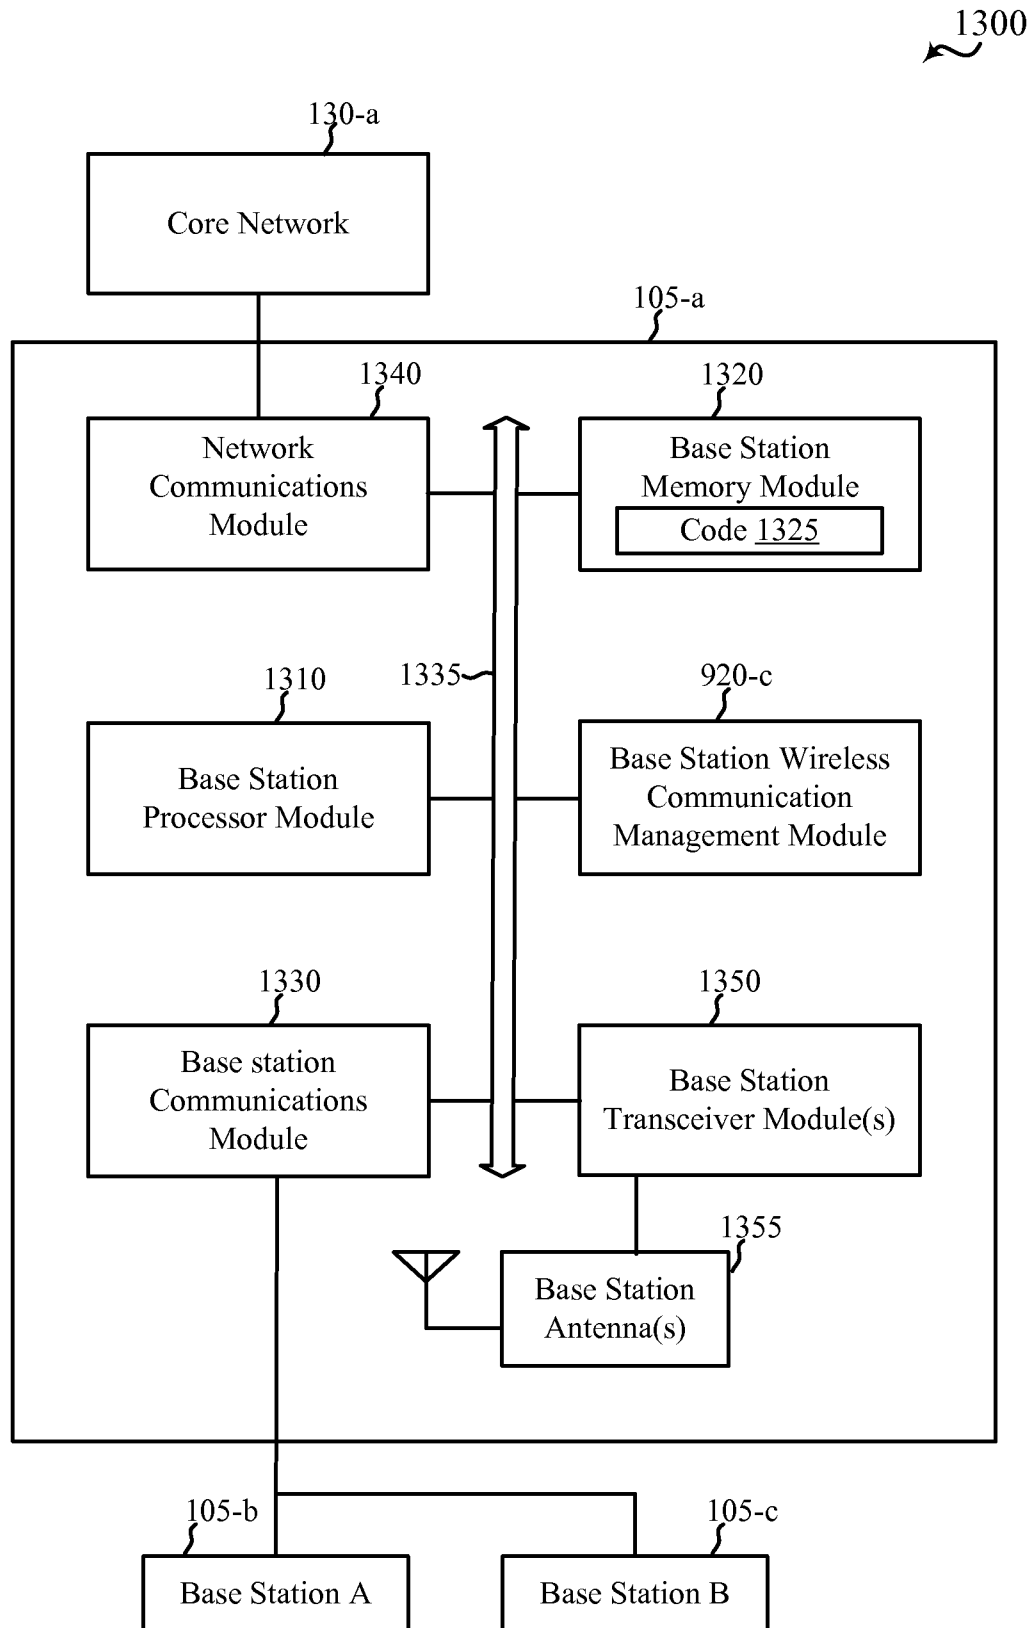 1300
130-a
Core Network
105-a
1340
1320
Network
Communications
Module
Base Station
Memory Module
Code 1325
1335
1310
920-c
Base Station
Processor Module
Base Station Wireless
Communication
Management Module
1330
1350
Base station
Communications
Module
Base Station
Transceiver Module(s)
1355
Base Station
Antenna(s)
105-b
105-c
Base Station A
Base Station B